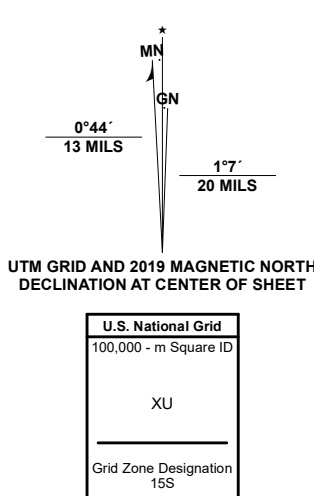 ★
MN
GN
0°44´
13 MILS
1°7´
20 MILS
UTM GRID AND 2019 MAGNETIC NORTH
DECLINATION AT CENTER OF SHEET
U.S. National Grid
100,000 - m Square ID
XU
Grid Zone Designation
15S